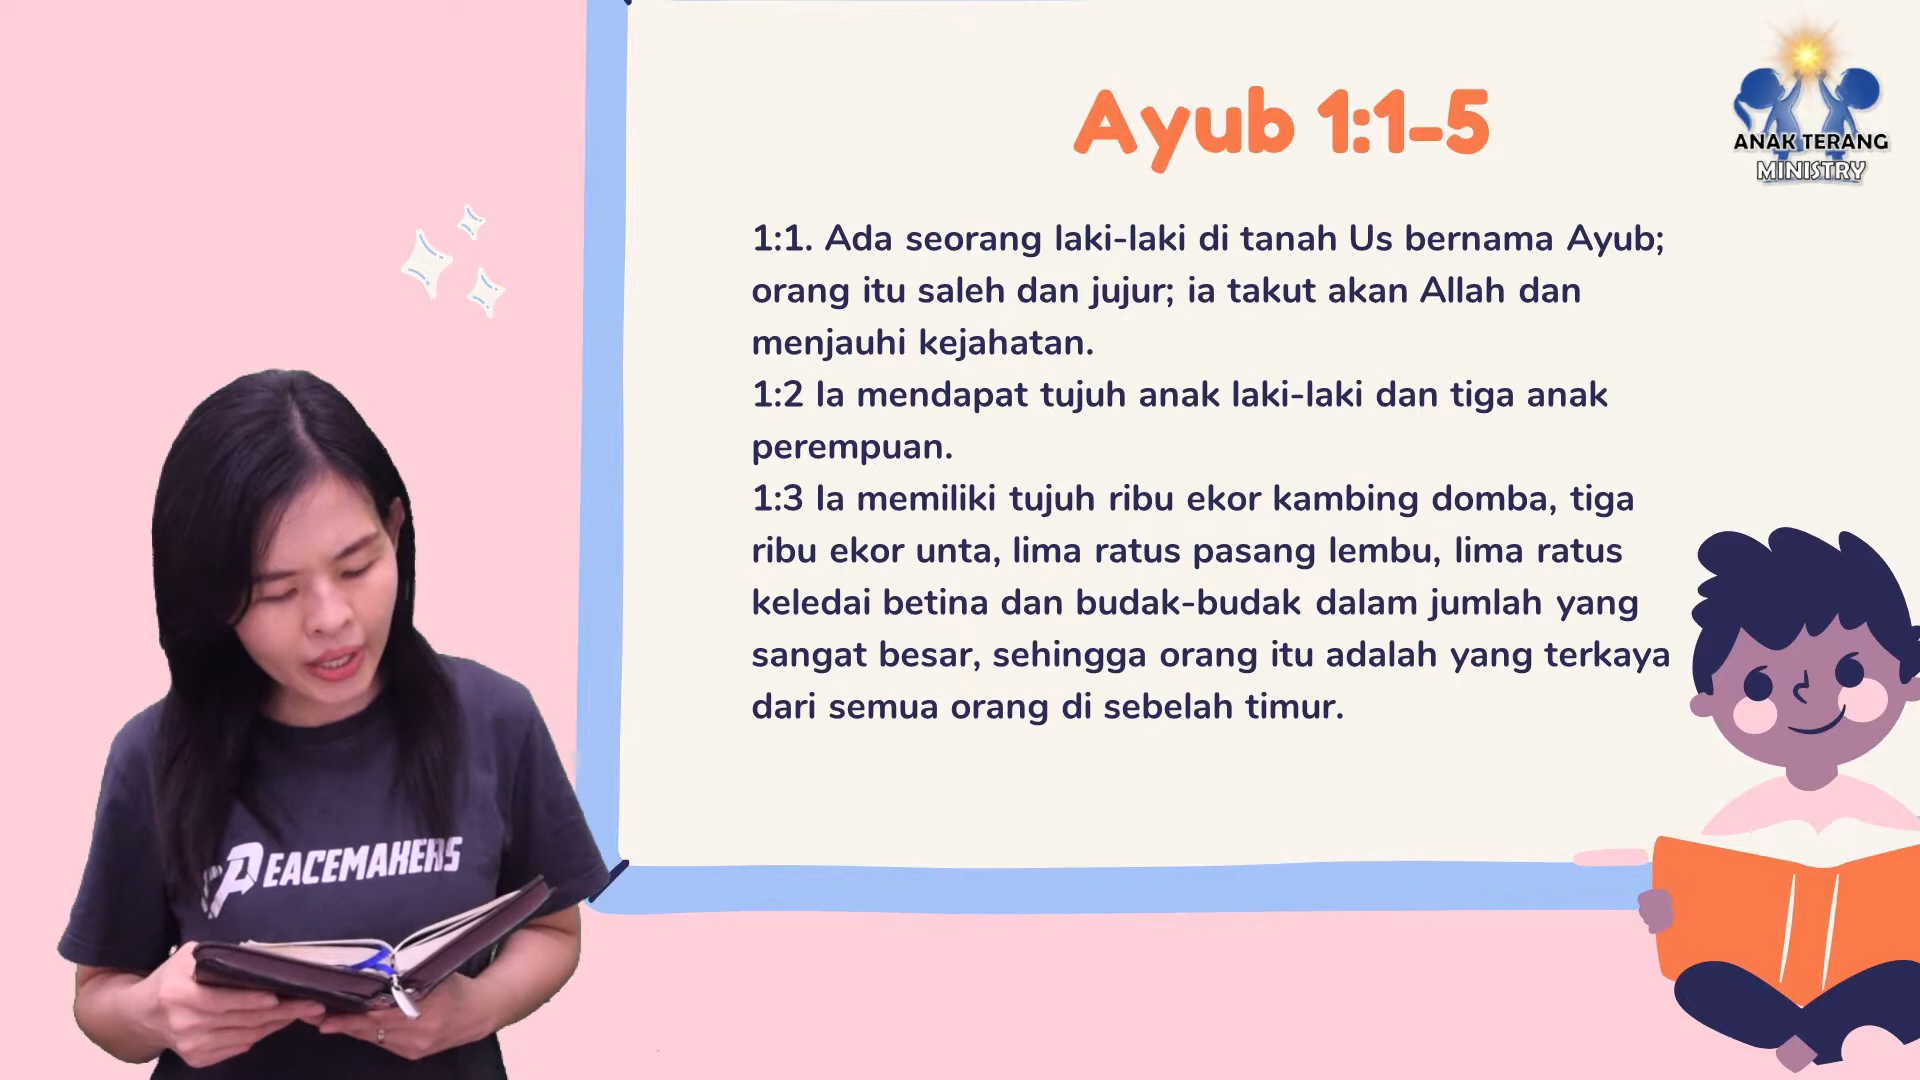 Ayub 1:1-5
ANAK TERANG
MINISTRY
1:1. Ada seorang laki-laki di tanah Us bernama Ayub;
orang itu saleh dan jujur; ia takut akan Allah dan
menjauhi kejahatan.
1:2 Ia mendapat tujuh anak laki-laki dan tiga anak
perempuan.
1:3 Ia memiliki tujuh ribu ekor kambing domba, tiga
ribu ekor unta, lima ratus pasang lembu, lima ratus
keledai betina dan budak-budak dalam jumlah yang
sangat besar, sehingga orang itu adalah yang terkaya
dari semua orang di sebelah timur.
PEACEMAKERS